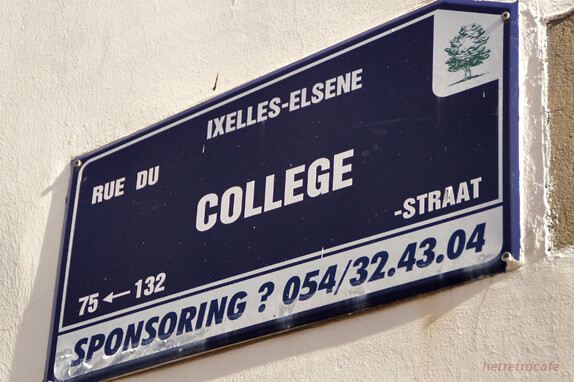 IXELLES-ELSENE
RUE DU
COLLEGE
-STRAAT
75 ← 132
SPONSORING ? 054/32.43.04
hetretrocafe